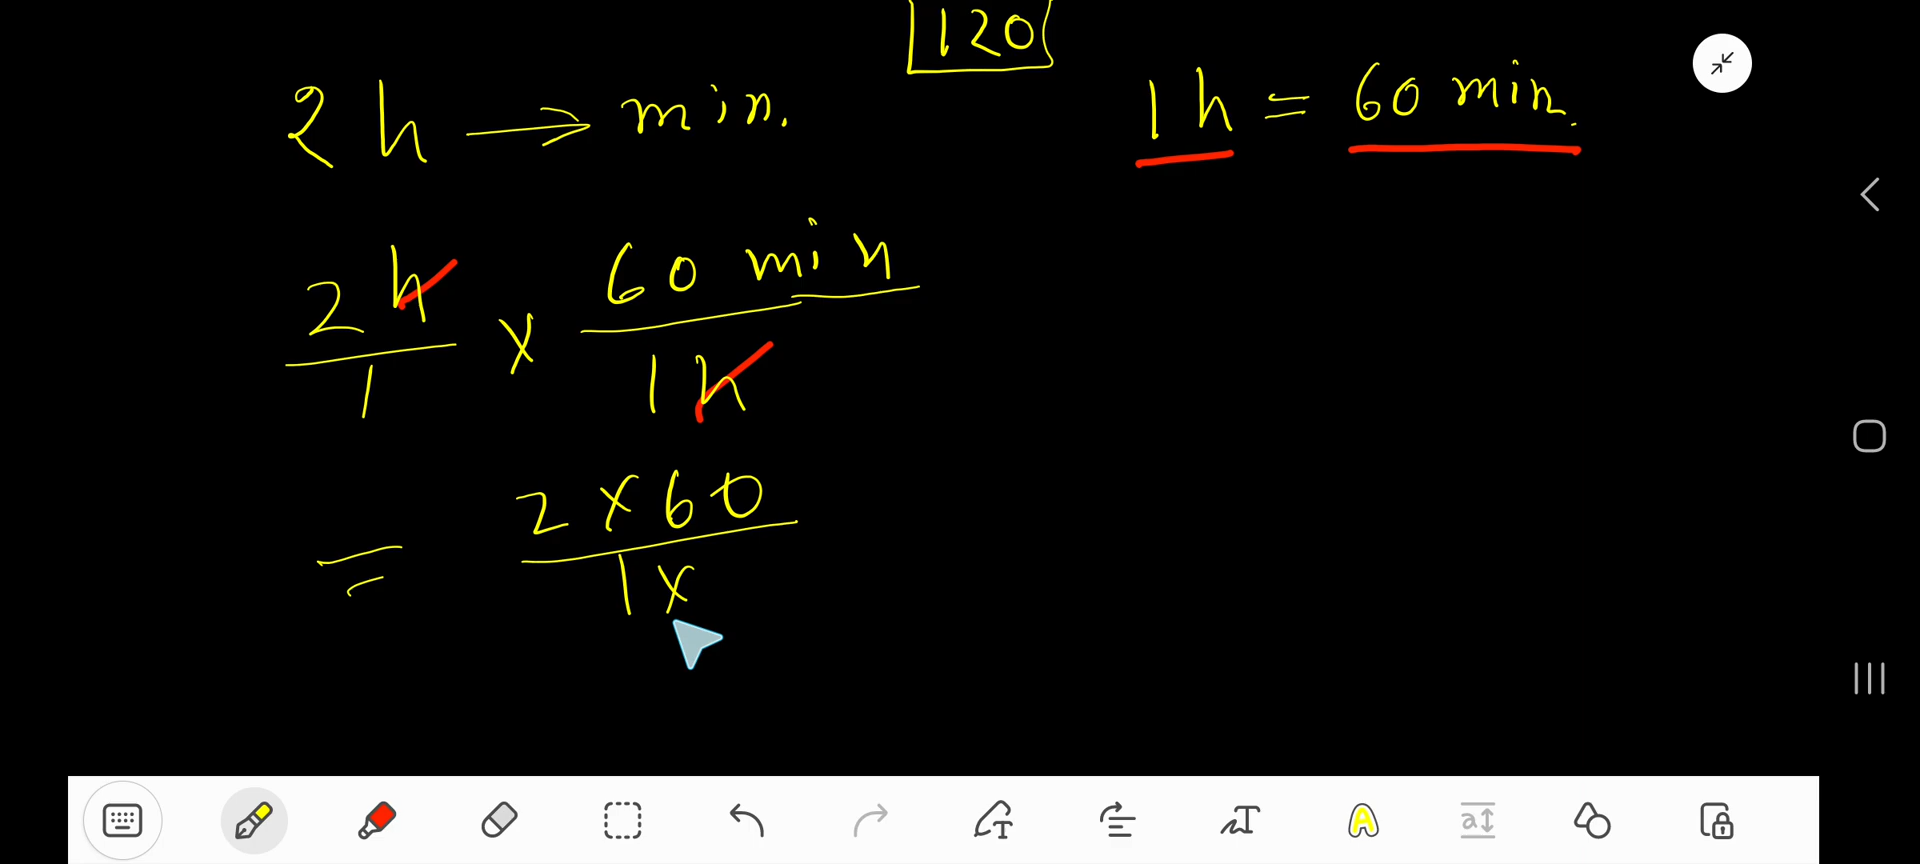 120
2 h → min.
1 h = 60 min.
2 h / 1 × 60 min / 1 h
= 2 × 60 / 1 ×